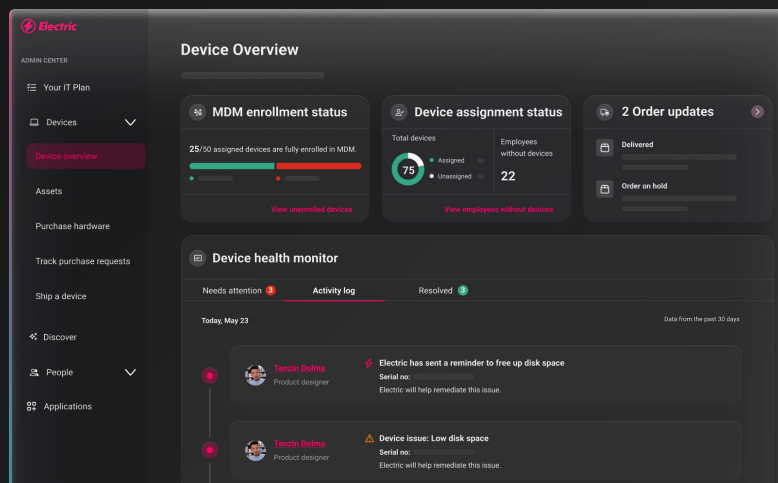 Electric
ADMIN CENTER
Your IT Plan
Devices
Device overview
Assets
Purchase hardware
Track purchase requests
Ship a device
Discover
People
Applications
Device Overview
MDM enrollment status
25/50 assigned devices are fully enrolled in MDM.
View unenrolled devices
Device assignment status
Total devices
75
Assigned
Unassigned
Employees
without devices
22
View employees without devices
2 Order updates
Delivered
Order on hold
Device health monitor
Needs attention 3
Activity log
Resolved 3
Today, May 23
Data from the past 30 days
Tenzin Dolma
Product designer
Electric has sent a reminder to free up disk space
Serial no:
Electric will help remediate this issue.
Tenzin Dolma
Product designer
Device issue: Low disk space
Serial no:
Electric will help remediate this issue.